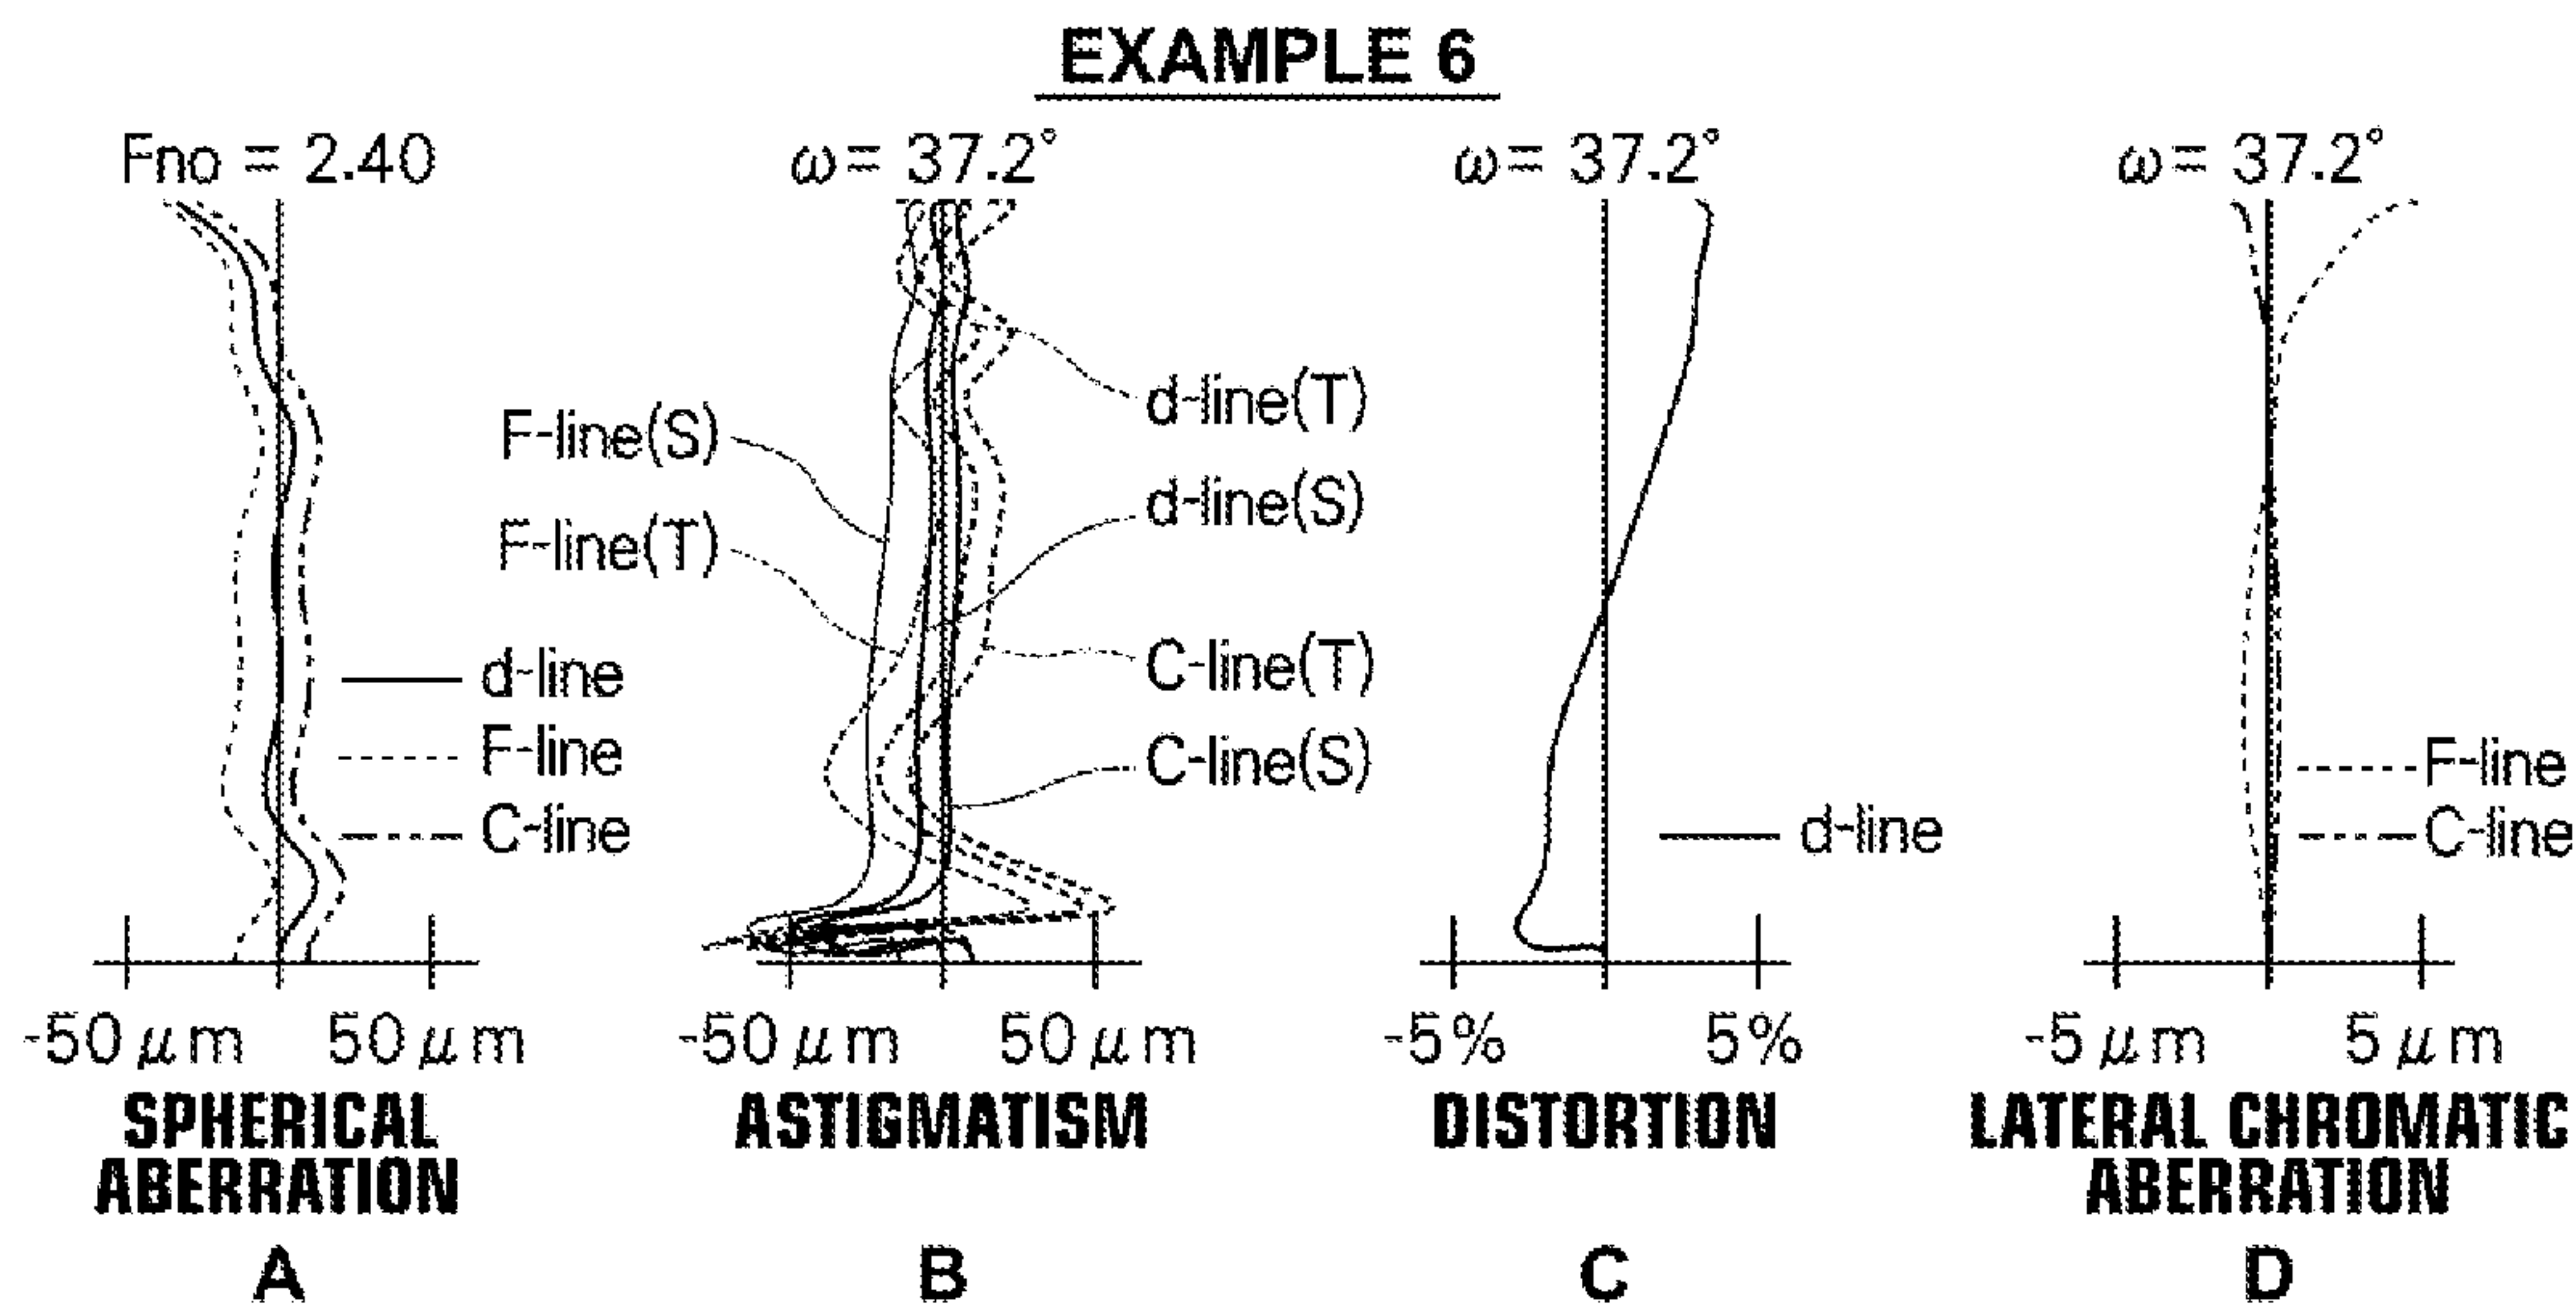 EXAMPLE 6
Fno = 2.40
F-line(S)
F-line(T)
d-line
F-line
C-line
-50 μm
50 μm
SPHERICAL
ABERRATION
A
ω= 37.2°
d-line(T)
d-line(S)
C-line(T)
C-line(S)
-50 μm
50 μm
ASTIGMATISM
B
ω= 37.2°
d-line
-5%
5%
DISTORTION
C
ω= 37.2°
F-line
C-line
-5 μm
5 μm
LATERAL CHROMATIC
ABERRATION
D